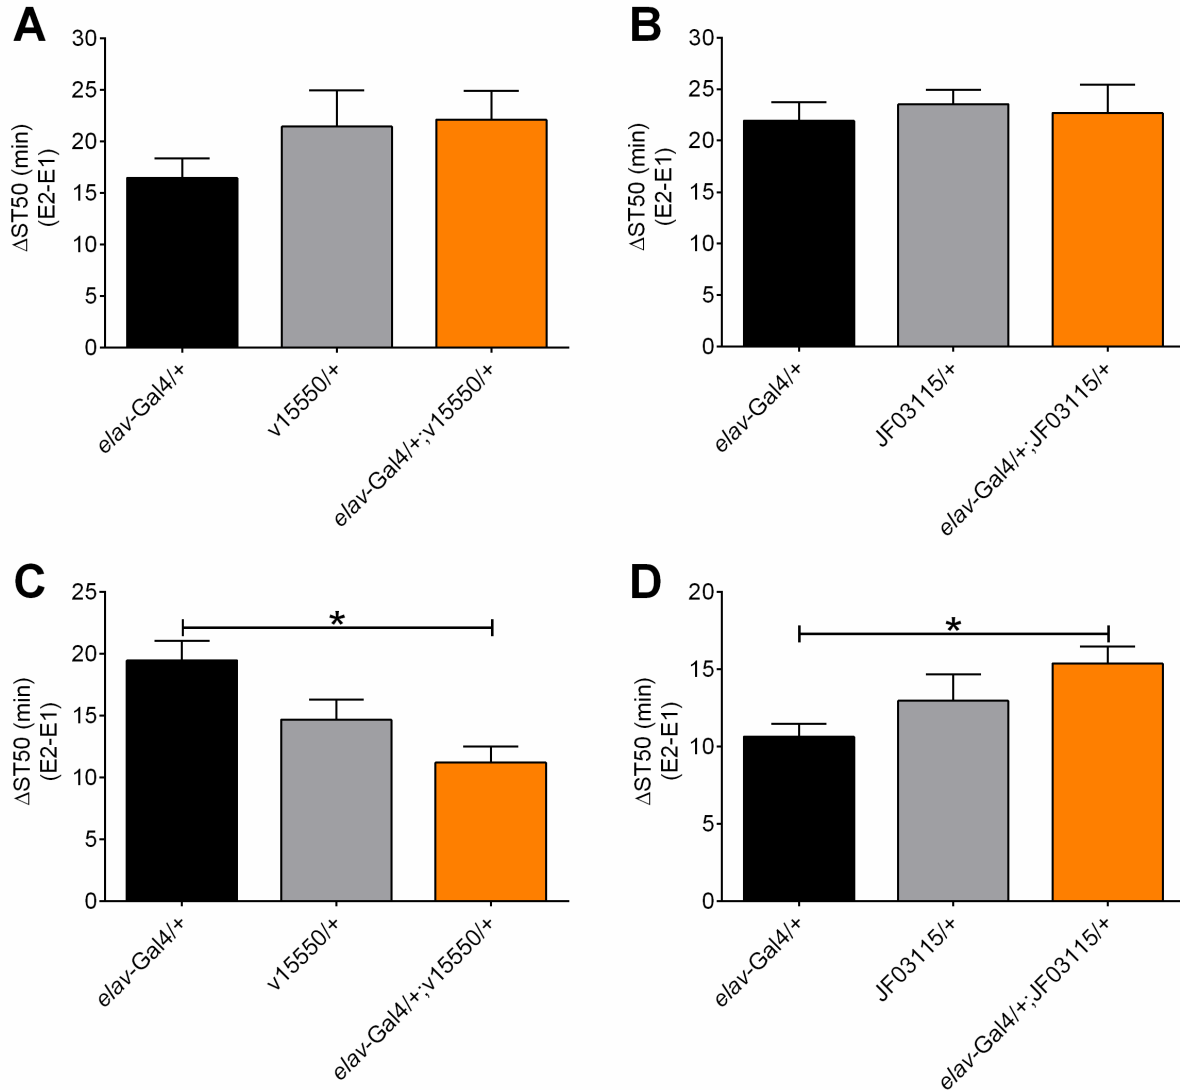 A
30
25
20
15
10
5
0
ΔST50 (min)
(E2-E1)
elav-Gal4/+
v15550/+
elav-Gal4/+;v15550/+
B
30
25
20
15
10
5
0
ΔST50 (min)
(E2-E1)
elav-Gal4/+
JF03115/+
elav-Gal4/+;JF03115/+
C
25
20
15
10
5
0
ΔST50 (min)
(E2-E1)
*
elav-Gal4/+
v15550/+
elav-Gal4/+;v15550/+
D
20
15
10
5
0
ΔST50 (min)
(E2-E1)
*
elav-Gal4/+
JF03115/+
elav-Gal4/+;JF03115/+